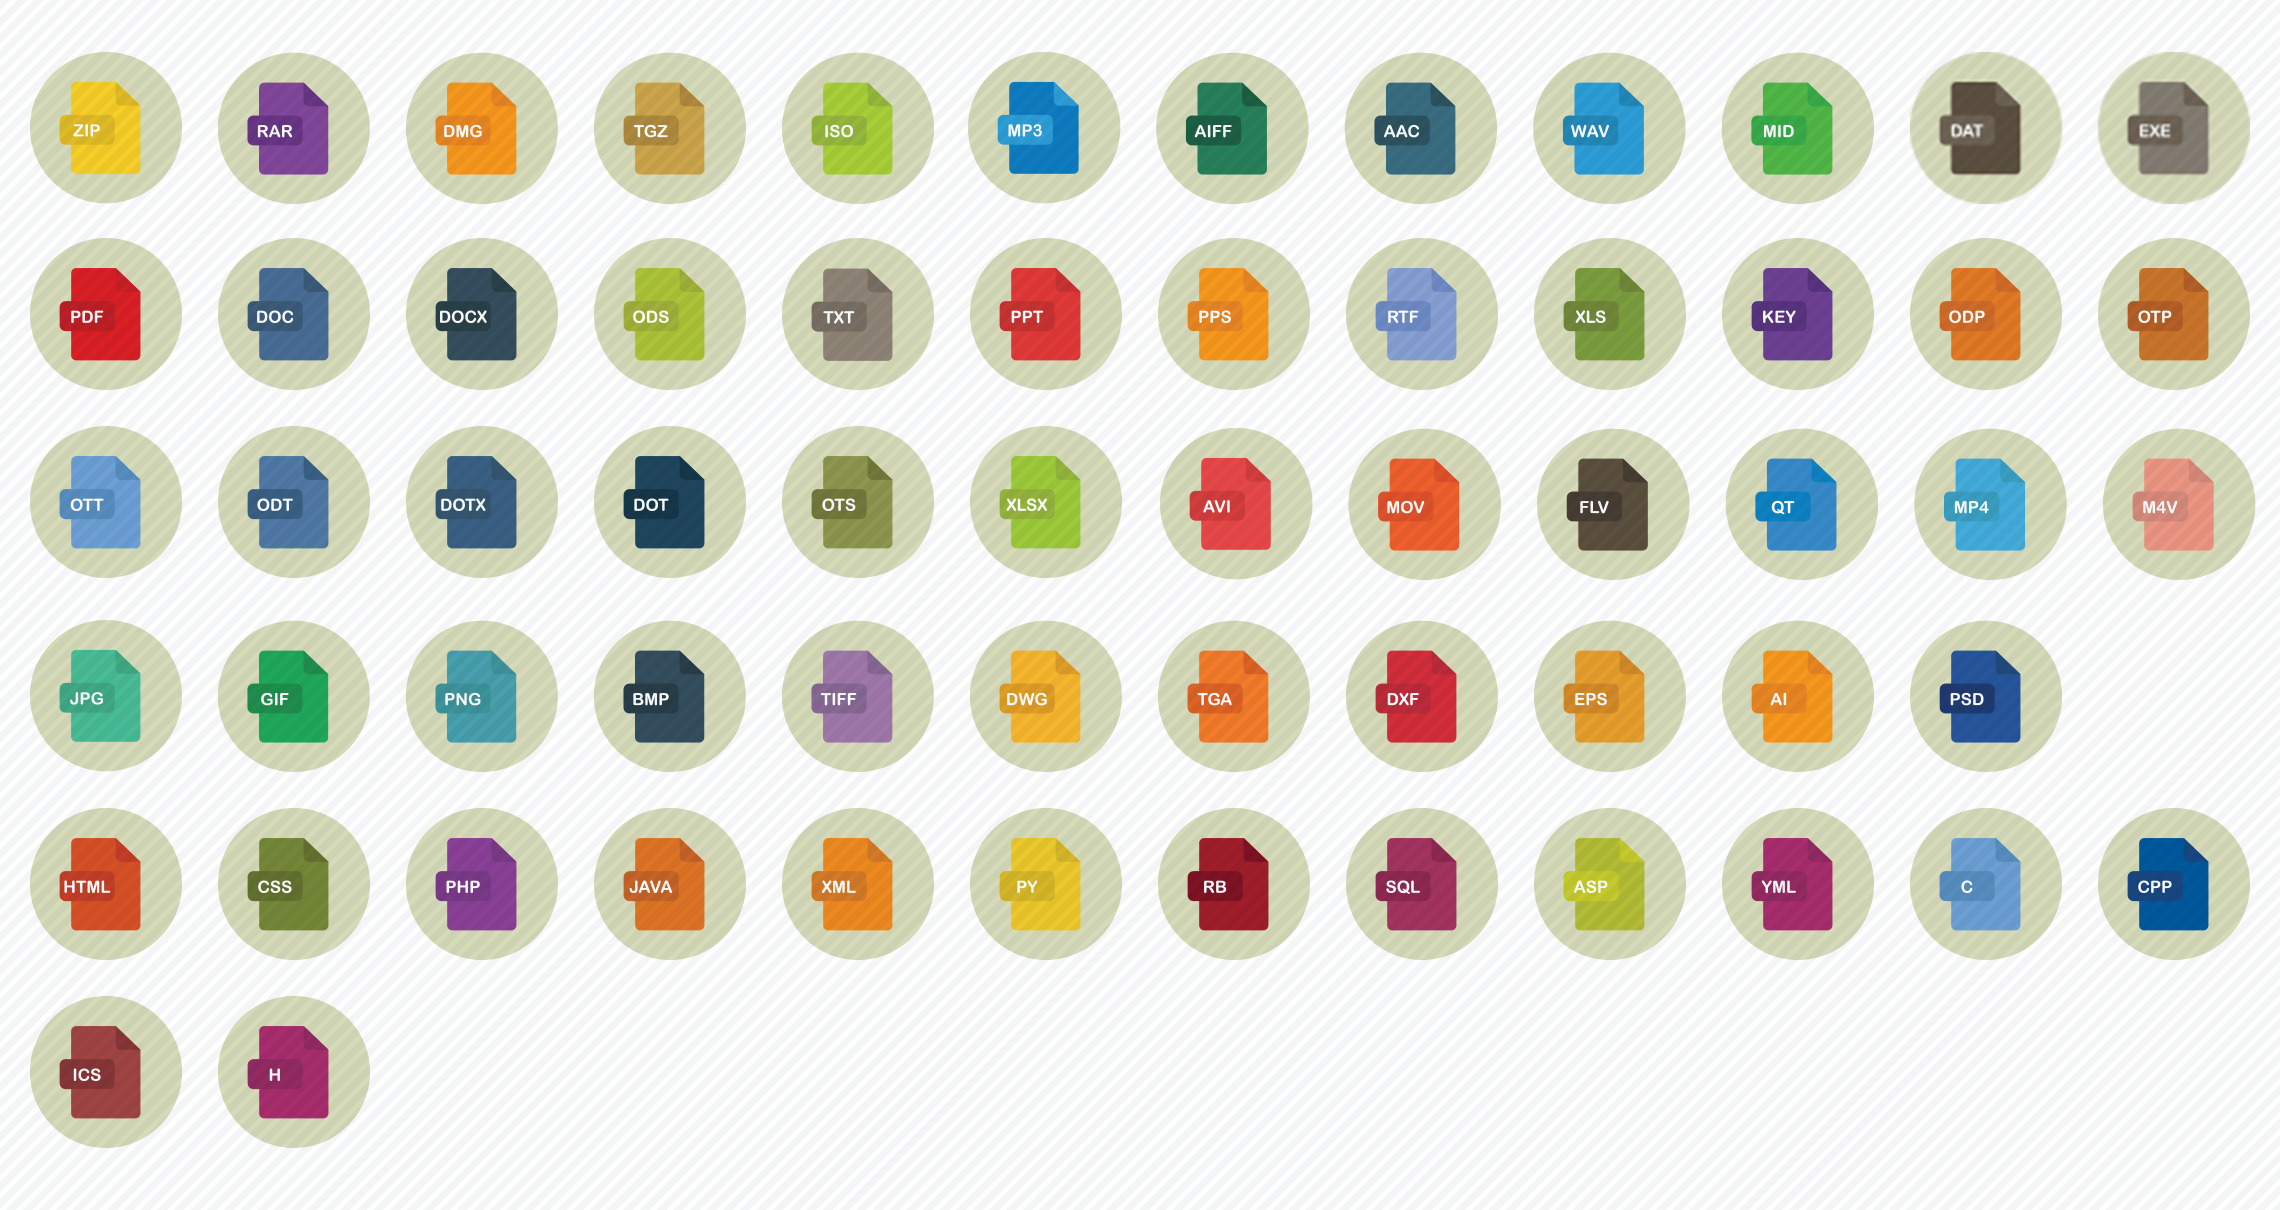 ZIP RAR DMG TGZ ISO MP3 AIFF AAC WAV MID DAT EXE
PDF DOC DOCX ODS TXT PPT PPS RTF XLS KEY ODP OTP
OTT ODT DOTX DOT OTS XLSX AVI MOV FLV QT MP4 M4V
JPG GIF PNG BMP TIFF DWG TGA DXF EPS AI PSD
HTML CSS PHP JAVA XML PY RB SQL ASP YML C CPP
ICS H